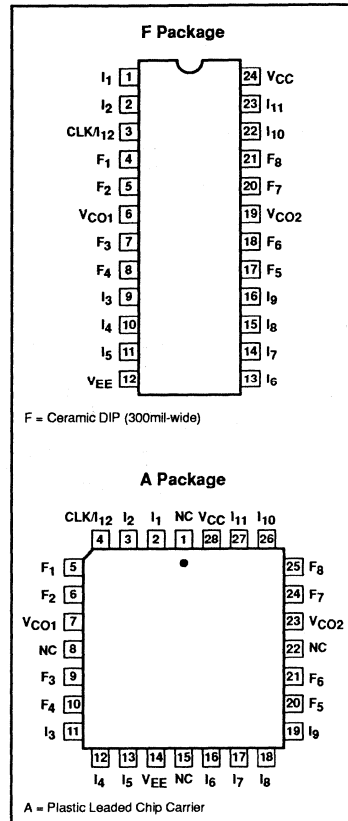 F Package
I1 1 24 VCC
I2 2 23 I11
CLK/I12 3 22 I10
F1 4 21 F8
F2 5 20 F7
VCO1 6 19 VCO2
F3 7 18 F6
F4 8 17 F5
I3 9 16 I9
I4 10 15 I8
I5 11 14 I7
VEE 12 13 I6
F = Ceramic DIP (300mil-wide)
A Package
CLK/I12 I2 I1 NC VCC I11 I10
4 3 2 1 28 27 26
F1 5 25 F8
F2 6 24 F7
VCO1 7 23 VCO2
NC 8 22 NC
F3 9 21 F6
F4 10 20 F5
I3 11 19 I9
12 13 14 15 16 17 18
I4 I5 VEE NC I6 I7 I8
A = Plastic Leaded Chip Carrier